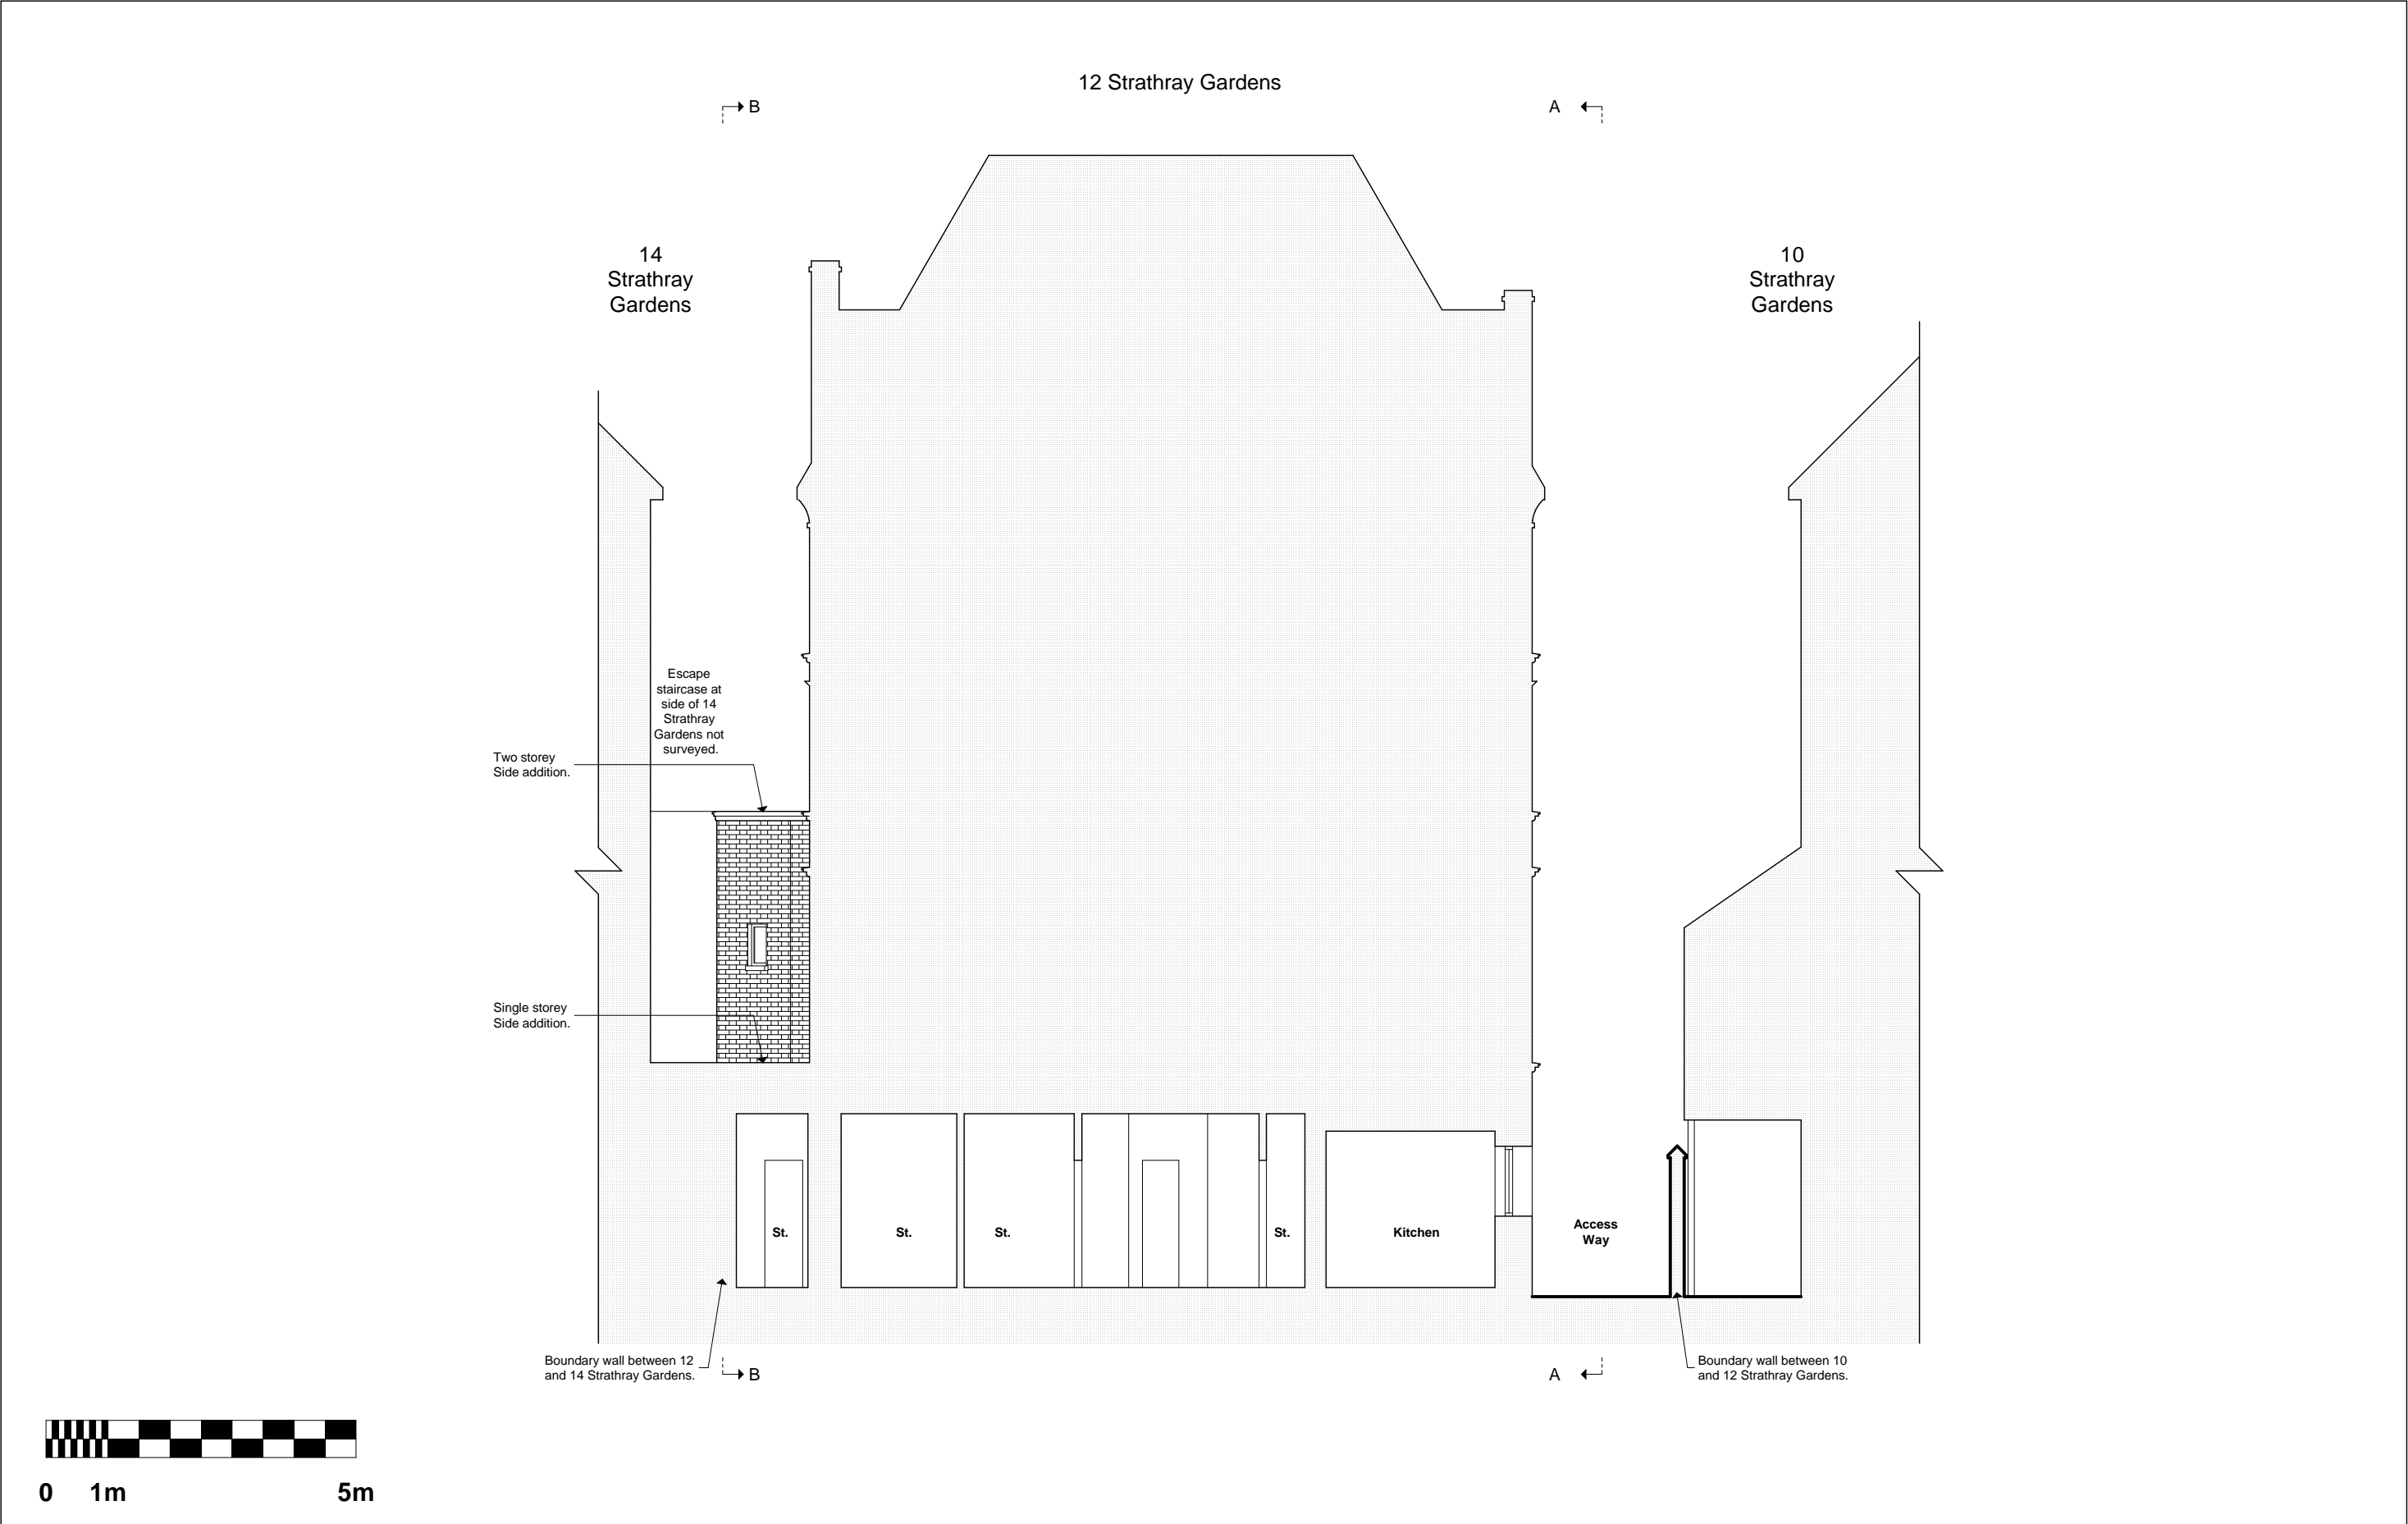 12 Strathray Gardens
B
A
14
Strathray
Gardens
10
Strathray
Gardens
Escape
staircase at
side of 14
Strathray
Gardens not
surveyed.
Two storey
Side addition.
Single storey
Side addition.
St.
St.
St.
St.
Kitchen
Access
Way
Boundary wall between 12
and 14 Strathray Gardens.
B
A
Boundary wall between 10
and 12 Strathray Gardens.
0
1m
5m